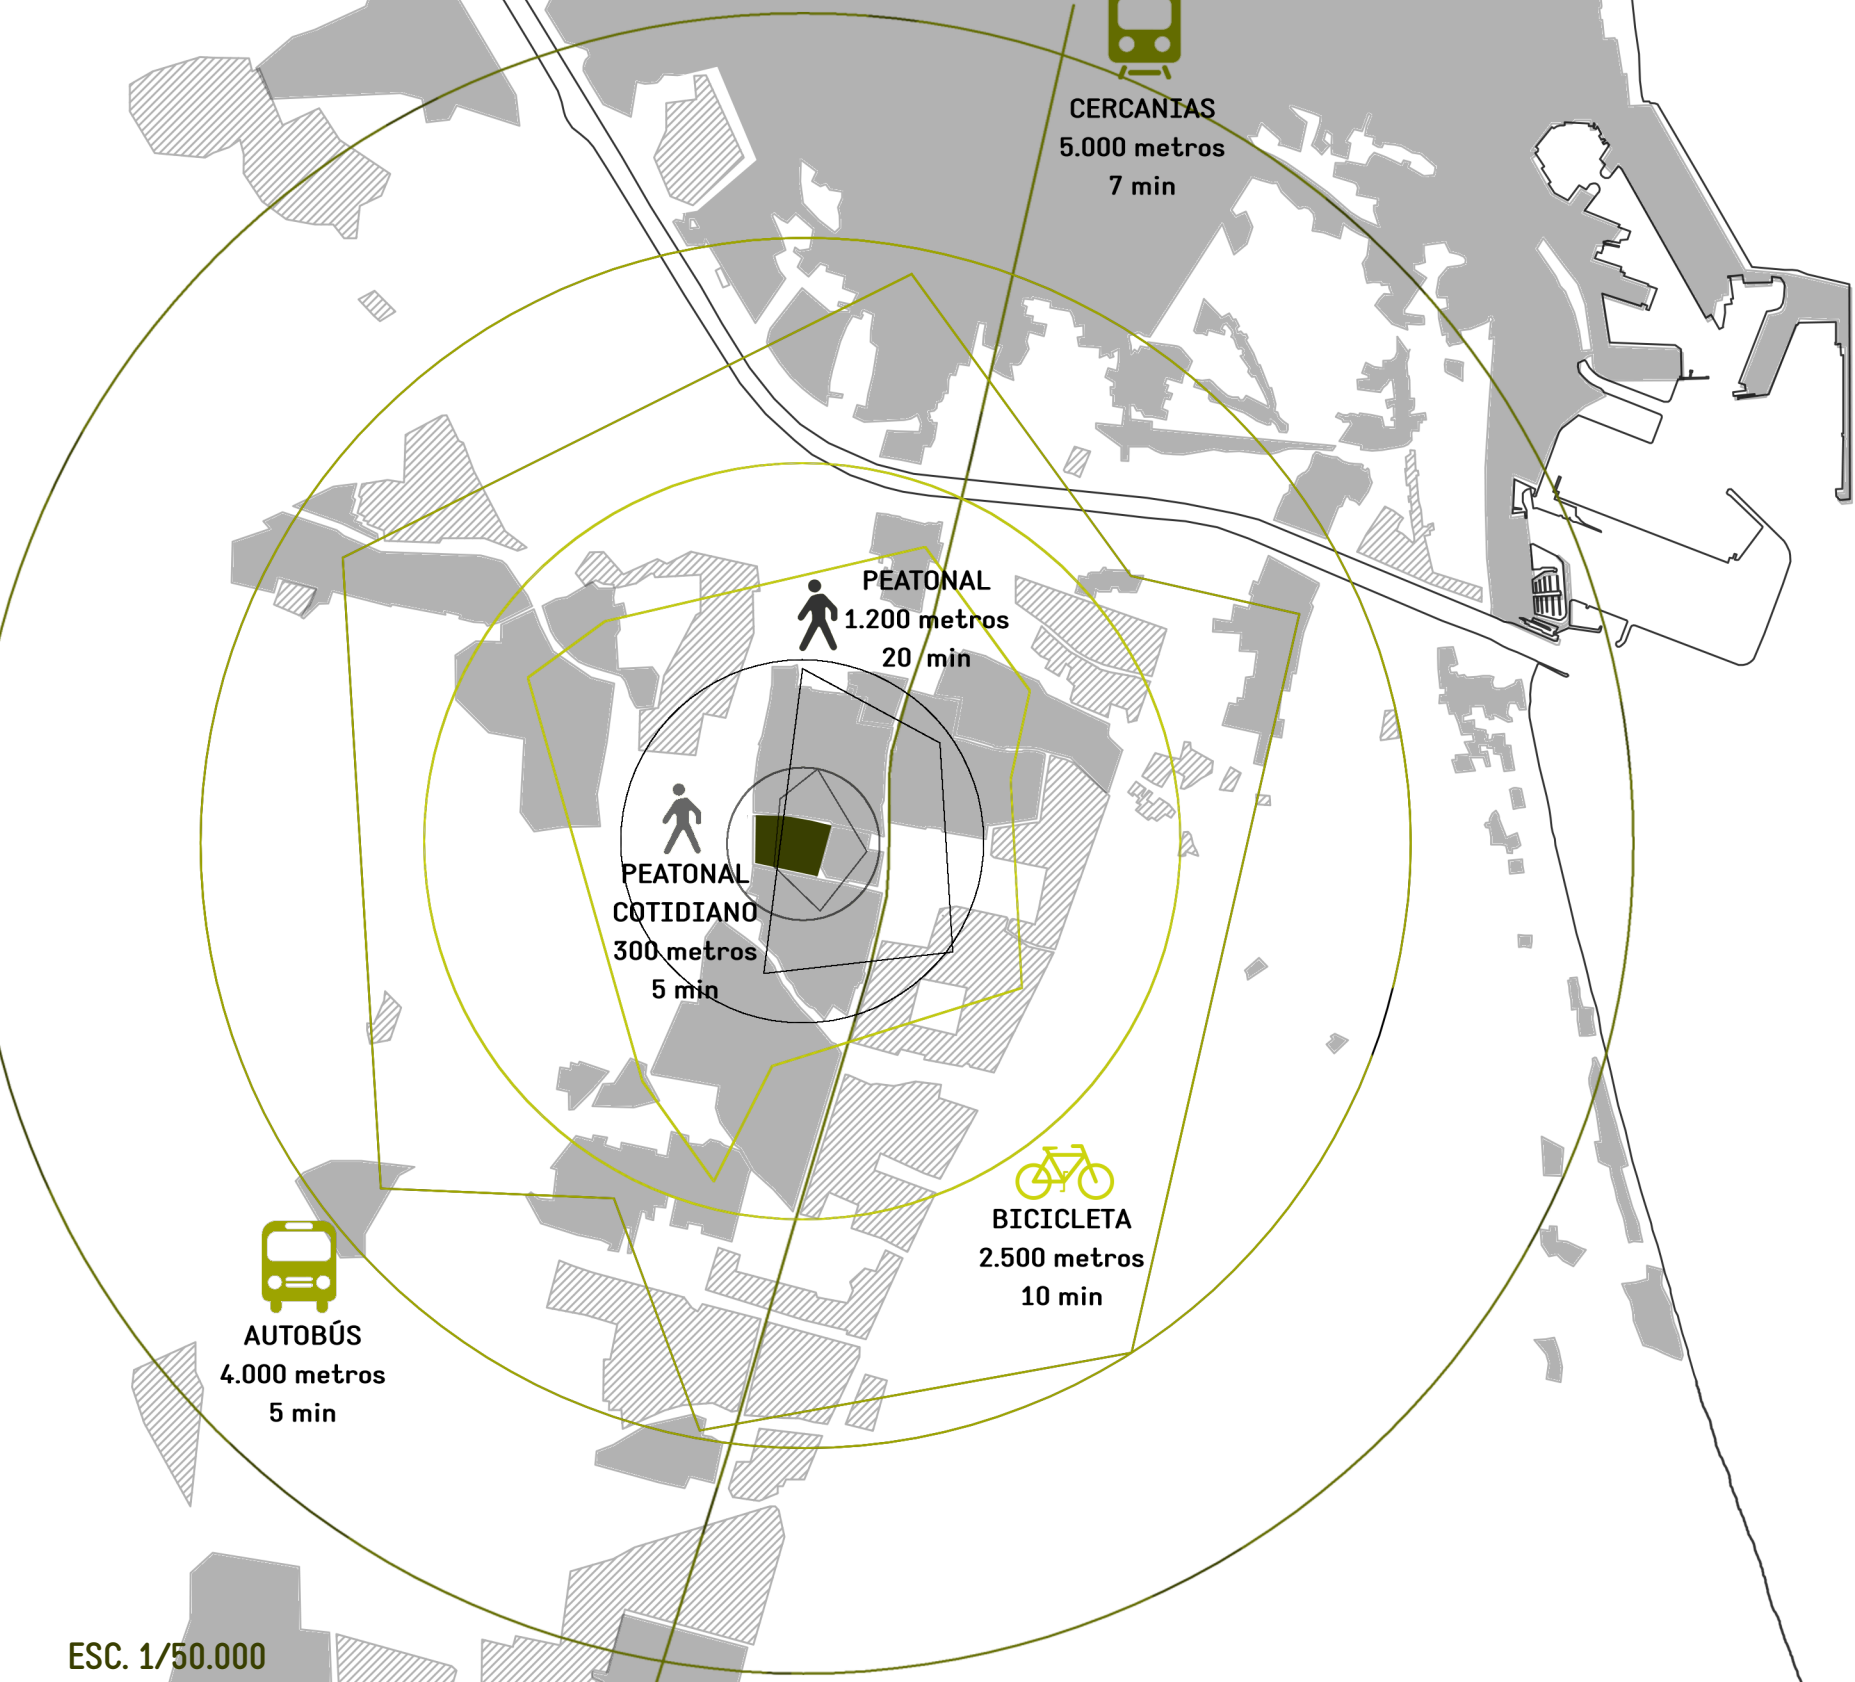 CERCANIAS
5.000 metros
7 min
PEATONAL
1.200 metros
20 min
PEATONAL
COTIDIANO
300 metros
5 min
BICICLETA
2.500 metros
10 min
AUTOBÚS
4.000 metros
5 min
ESC. 1/50.000